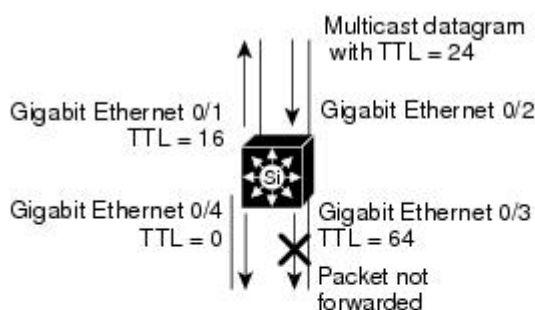 Multicast datagram
with TTL = 24
Gigabit Ethernet 0/1
TTL = 16
Gigabit Ethernet 0/2
Si
Gigabit Ethernet 0/4
TTL = 0
Gigabit Ethernet 0/3
TTL = 64
Packet not
forwarded